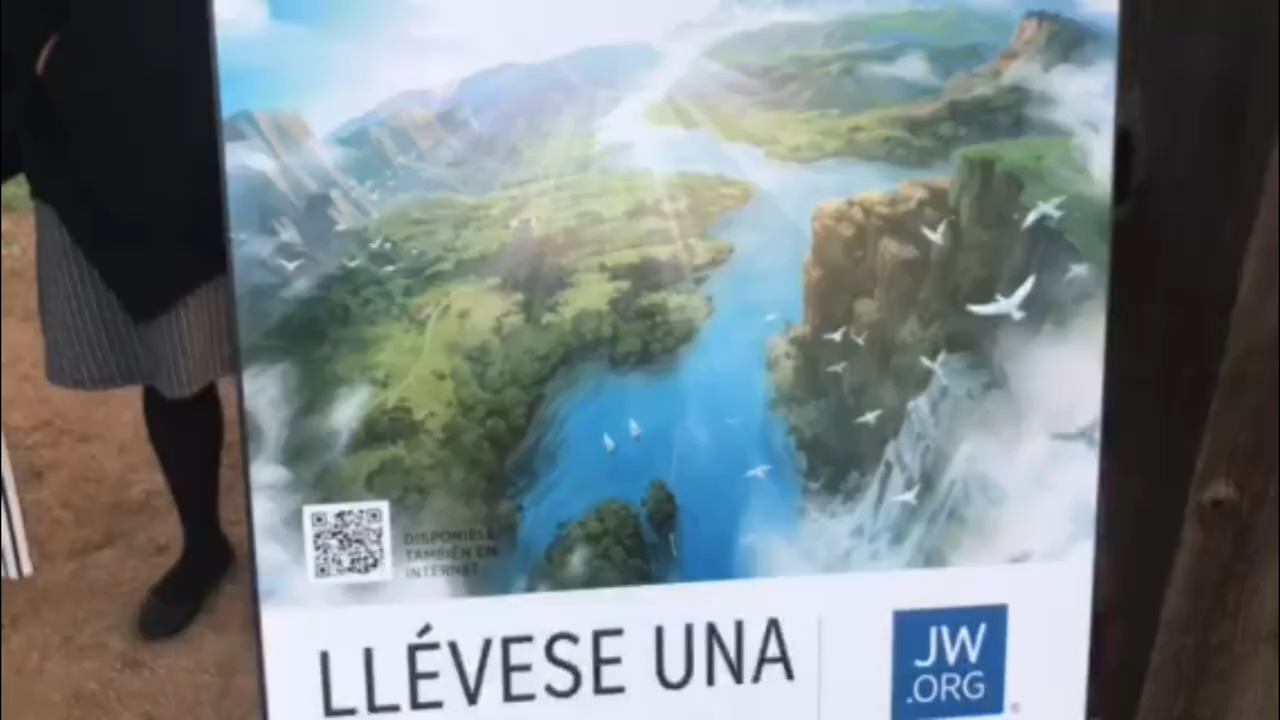 DISPONIBLE
TAMBIÉN EN
INTERNET
LLÉVESE UNA
JW
.ORG